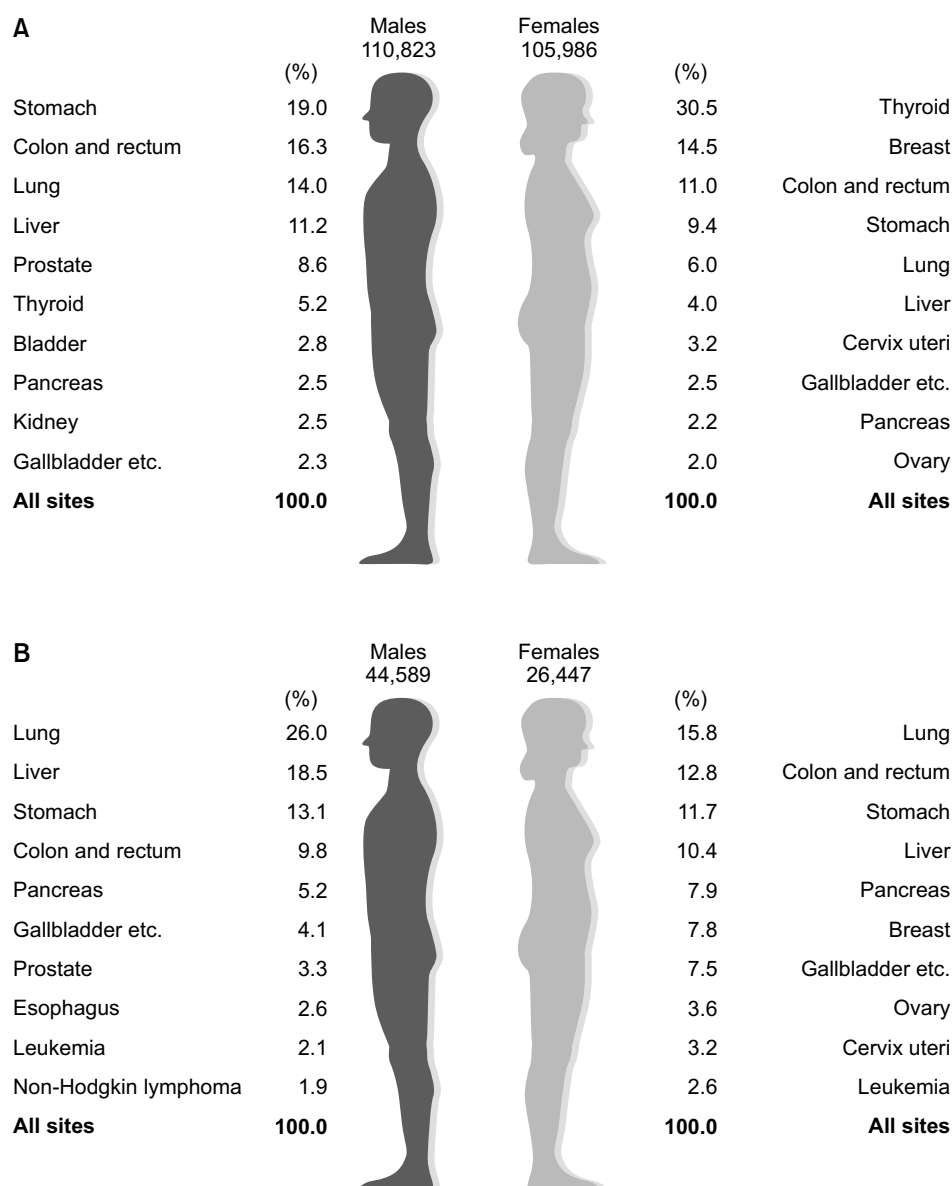 A
Males Females
110,823 105,986
(%) (%)
Stomach 19.0 30.5 Thyroid
Colon and rectum 16.3 14.5 Breast
Lung 14.0 11.0 Colon and rectum
Liver 11.2 9.4 Stomach
Prostate 8.6 6.0 Lung
Thyroid 5.2 4.0 Liver
Bladder 2.8 3.2 Cervix uteri
Pancreas 2.5 2.5 Gallbladder etc.
Kidney 2.5 2.2 Pancreas
Gallbladder etc. 2.3 2.0 Ovary
All sites 100.0 100.0 All sites
B
Males Females
44,589 26,447
(%) (%)
Lung 26.0 15.8 Lung
Liver 18.5 12.8 Colon and rectum
Stomach 13.1 11.7 Stomach
Colon and rectum 9.8 10.4 Liver
Pancreas 5.2 7.9 Pancreas
Gallbladder etc. 4.1 7.8 Breast
Prostate 3.3 7.5 Gallbladder etc.
Esophagus 2.6 3.6 Ovary
Leukemia 2.1 3.2 Cervix uteri
Non-Hodgkin lymphoma 1.9 2.6 Leukemia
All sites 100.0 100.0 All sites